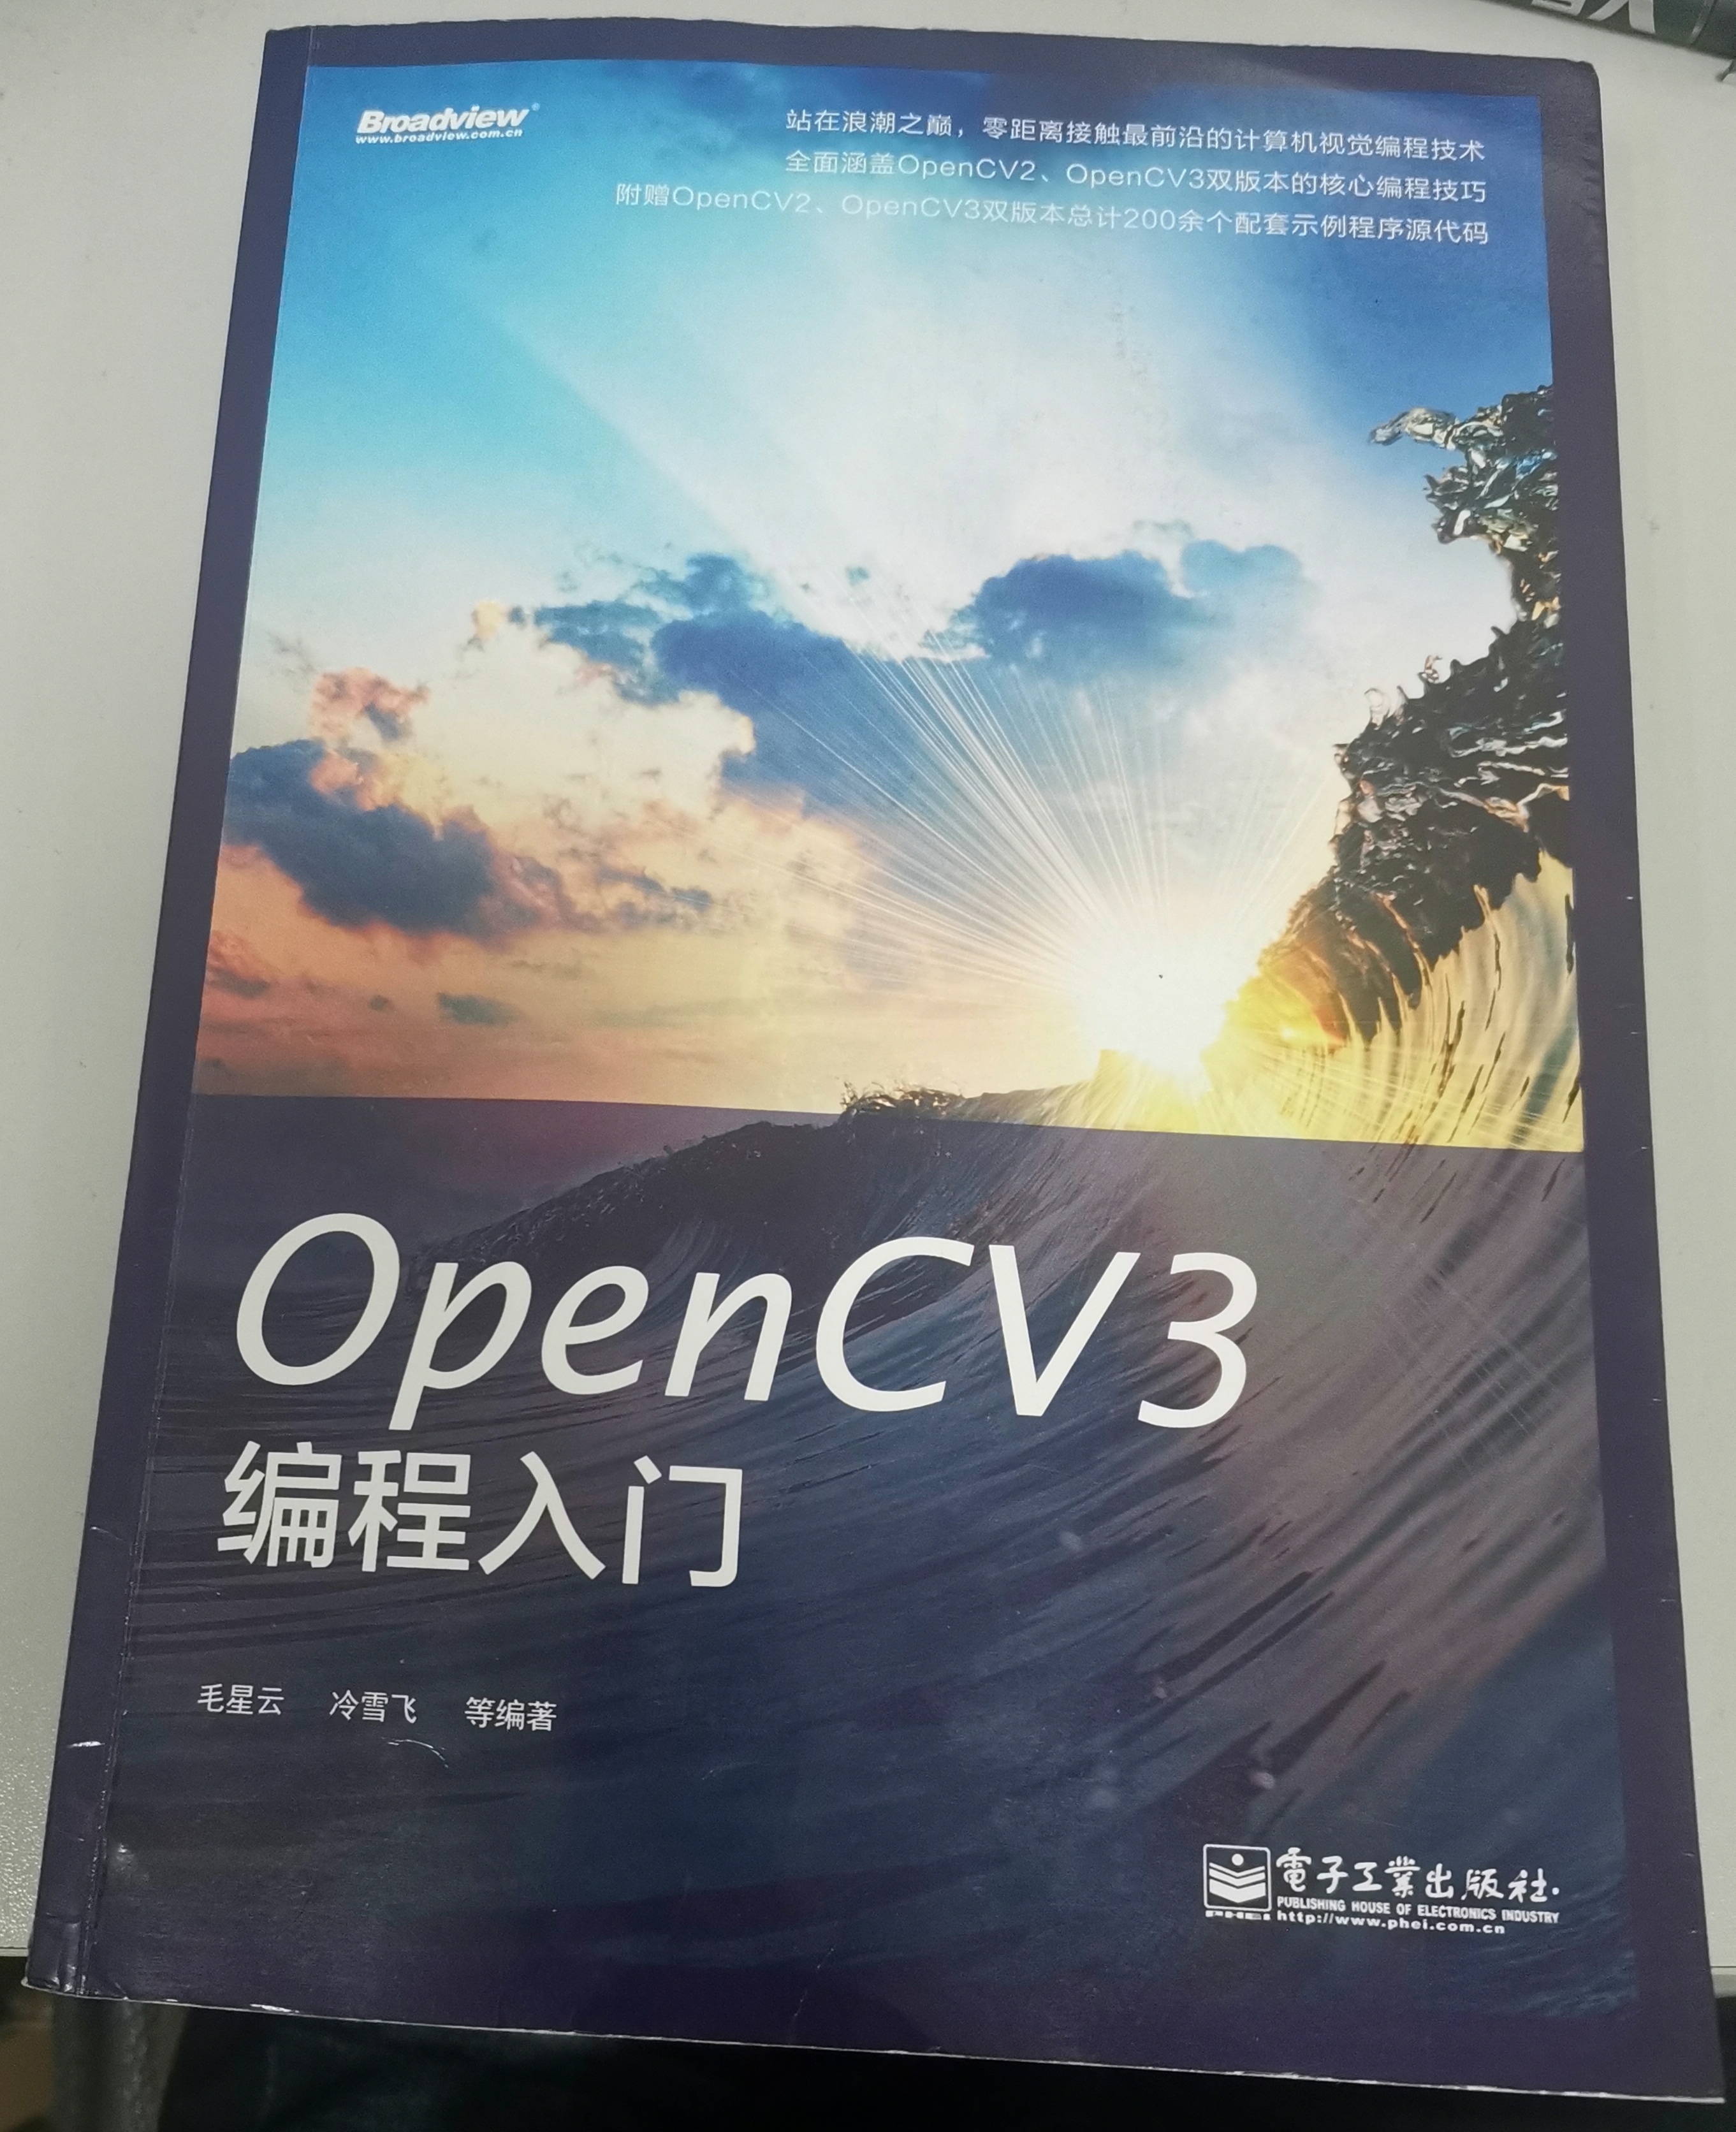 Broadview®
www.broadview.com.cn
站在浪潮之巅，零距离接触最前沿的计算机视觉编程技术
全面涵盖OpenCV2、OpenCV3双版本的核心编程技巧
附赠OpenCV2、OpenCV3双版本总计200余个配套示例程序源代码
OpenCV3
编程入门
毛星云 冷雪飞 等编著
電子工業出版社.
PUBLISHING HOUSE OF ELECTRONICS INDUSTRY
PHEI http://www.phei.com.cn